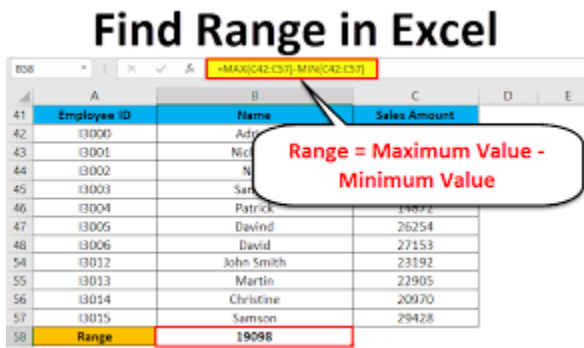 Find Range in Excel
B58 fx =MAX(C42:C57)-MIN(C42:C57)
A B C D E
41 Employee ID Name Sales Amount
42 I3000
43 I3001
44 I3002
45 I3003
46 I3004 Patrick 14872
47 I3005 Davind 26254
48 I3006 David 27153
54 I3012 John Smith 23192
55 I3013 Martin 22905
56 I3014 Christine 20970
57 I3015 Samson 29428
58 Range 19098
Range = Maximum Value -
Minimum Value